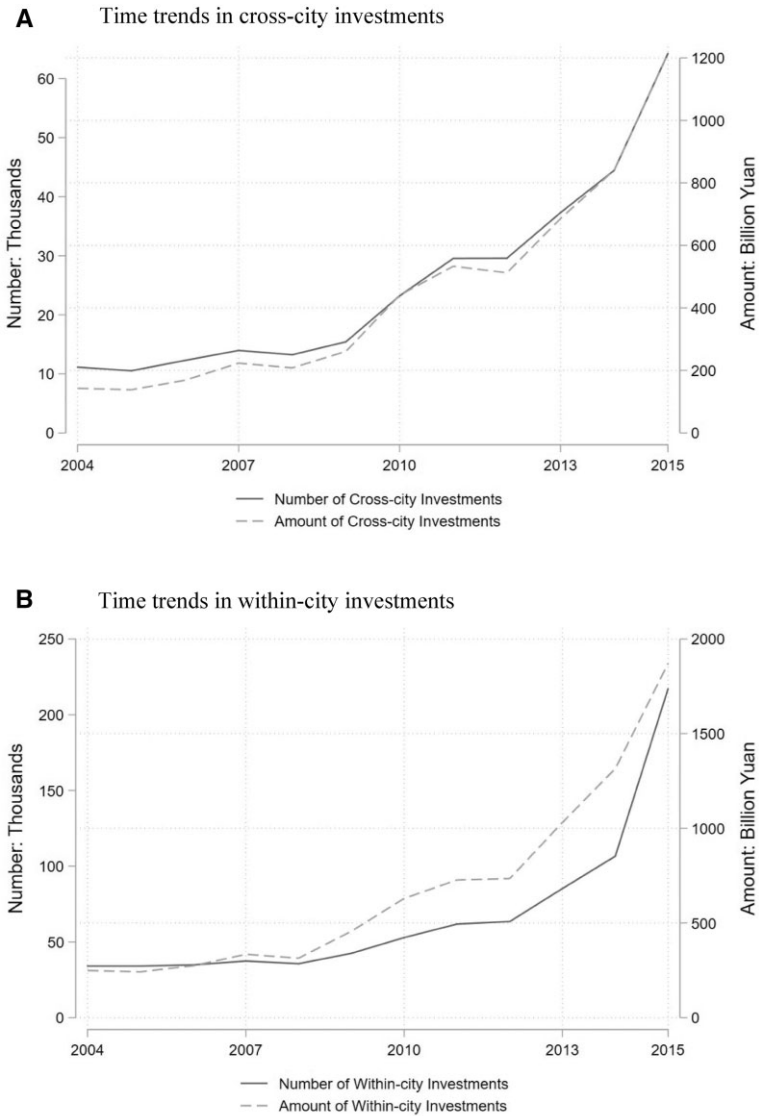 A
Time trends in cross-city investments
Number: Thousands
60
50
40
30
20
10
0
1200
1000
800
600
400
200
0
Amount: Billion Yuan
2004 2007 2010 2013 2015
Number of Cross-city Investments
Amount of Cross-city Investments
B
Time trends in within-city investments
Number: Thousands
250
200
150
100
50
0
2000
1500
1000
500
0
Amount: Billion Yuan
2004 2007 2010 2013 2015
Number of Within-city Investments
Amount of Within-city Investments